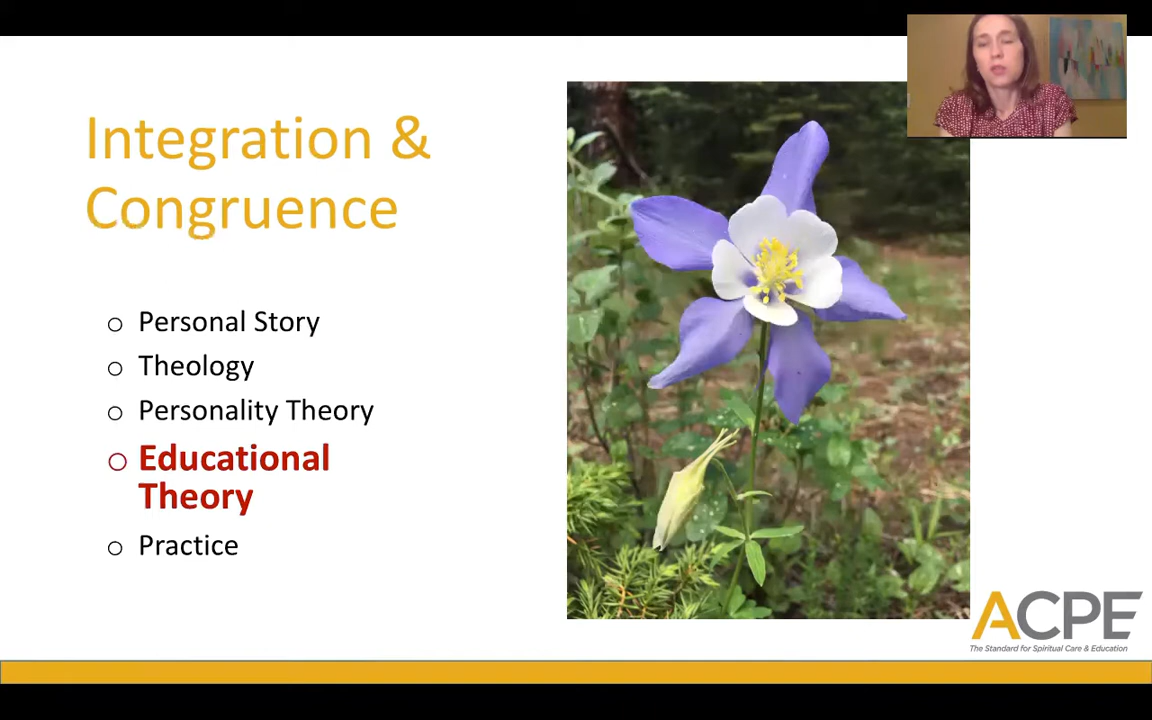 Integration &
Congruence
o Personal Story
o Theology
o Personality Theory
o Educational
Theory
o Practice
ACPE
The Standard for Spiritual Care & Education